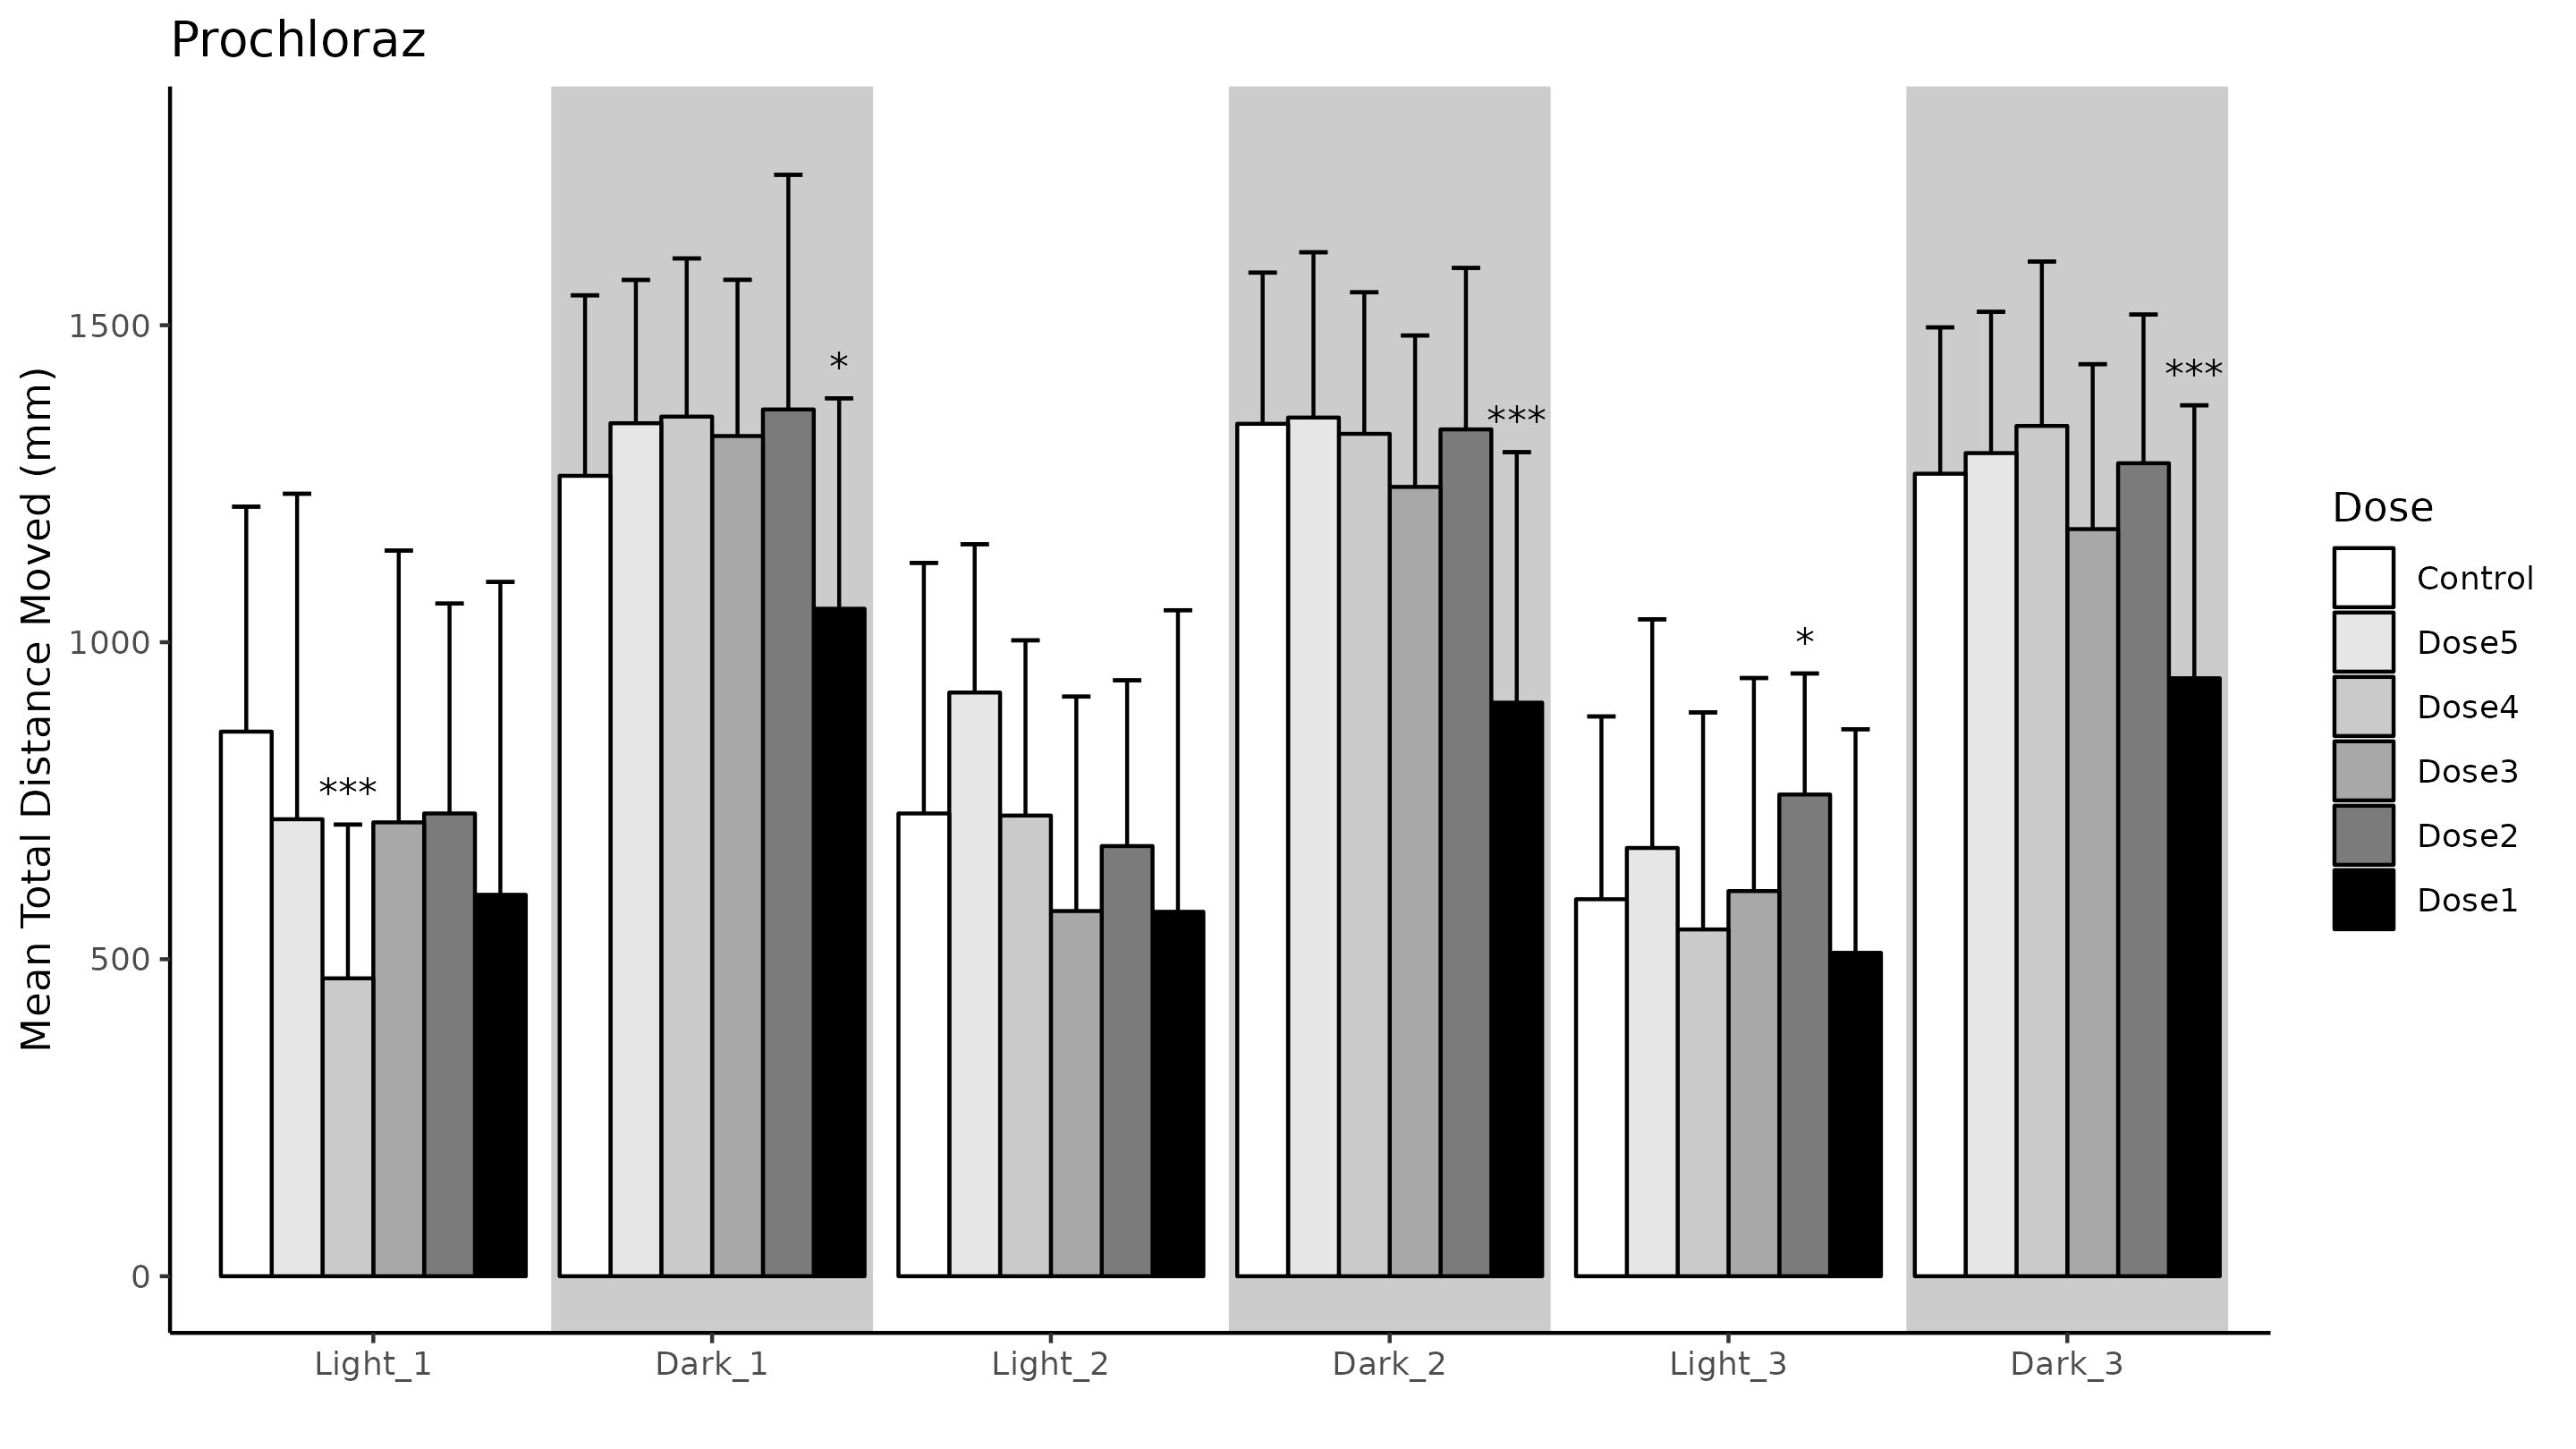 Prochloraz
Mean Total Distance Moved (mm)
1500
1000
500
0
***
*
***
*
***
Light_1
Dark_1
Light_2
Dark_2
Light_3
Dark_3
Dose
Control
Dose5
Dose4
Dose3
Dose2
Dose1